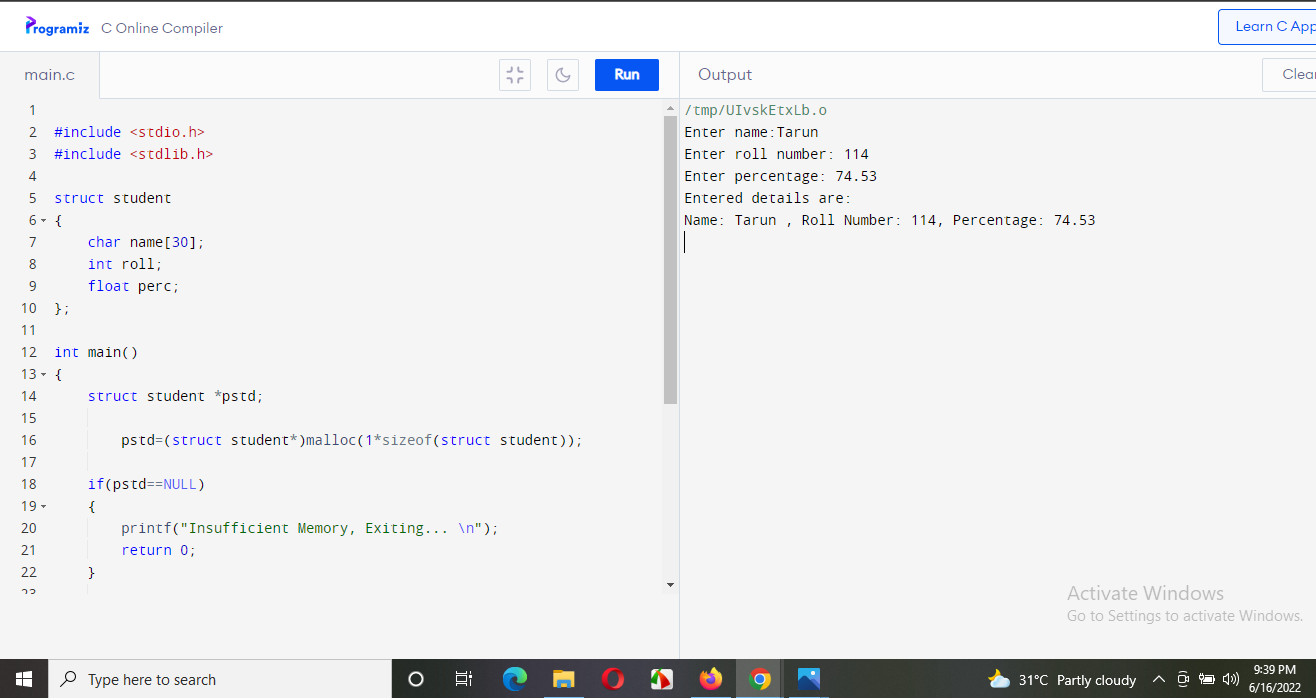 Programiz C Online Compiler
Learn C App
main.c
Run
Output
Clear
1
2 #include <stdio.h>
3 #include <stdlib.h>
4
5 struct student
6 {
7 char name[30];
8 int roll;
9 float perc;
10 };
11
12 int main()
13 {
14 struct student *pstd;
15
16 pstd=(struct student*)malloc(1*sizeof(struct student));
17
18 if(pstd==NULL)
19 {
20 printf("Insufficient Memory, Exiting... \n");
21 return 0;
22 }
23
/tmp/UIvskEtxLb.o
Enter name:Tarun
Enter roll number: 114
Enter percentage: 74.53
Entered details are:
Name: Tarun , Roll Number: 114, Percentage: 74.53
Activate Windows
Go to Settings to activate Windows.
Type here to search
31°C Partly cloudy
9:39 PM
6/16/2022